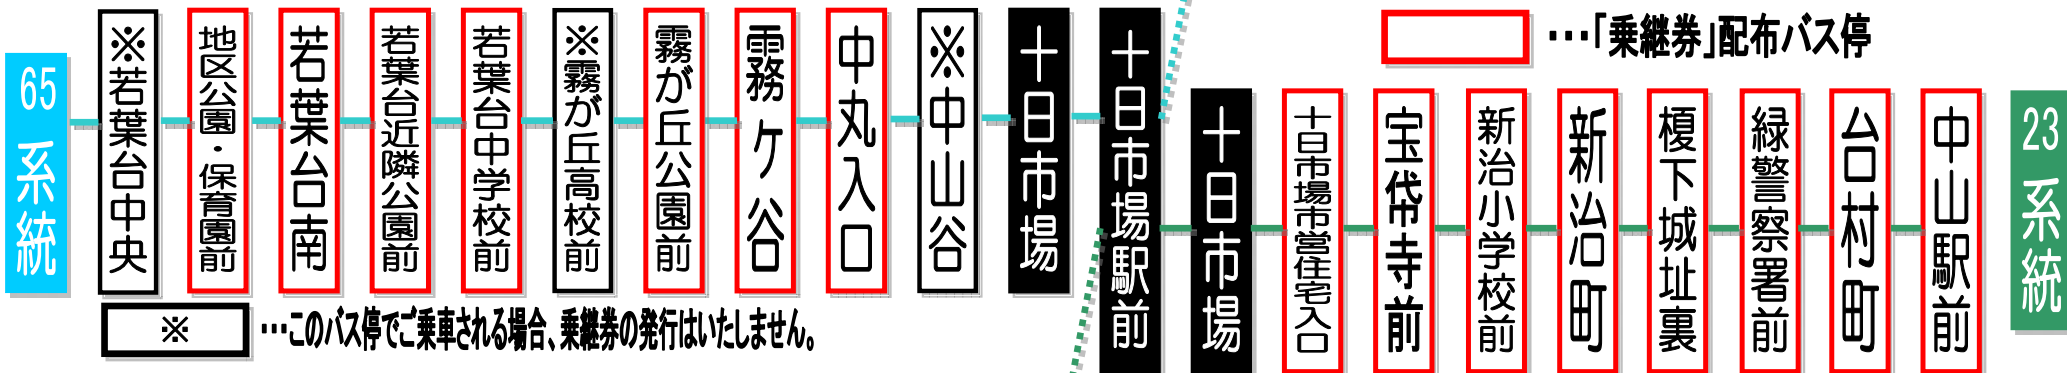 65系統
※若葉台中央
地区公園・保育園前
若葉台南
若葉台近隣公園前
若葉台中学校前
※霧が丘高校前
霧が丘公園前
霧ケ谷
中丸入口
※中山谷
十日市場
十日市場駅前
十日市場
十日市場市営住宅入口
宝帒寺前
新治小学校前
新治町
榎下城址裏
緑警察署前
台村町
中山駅前
23系統
…「乗継券」配布バス停
※ …このバス停でご乗車される場合、乗継券の発行はいたしません。